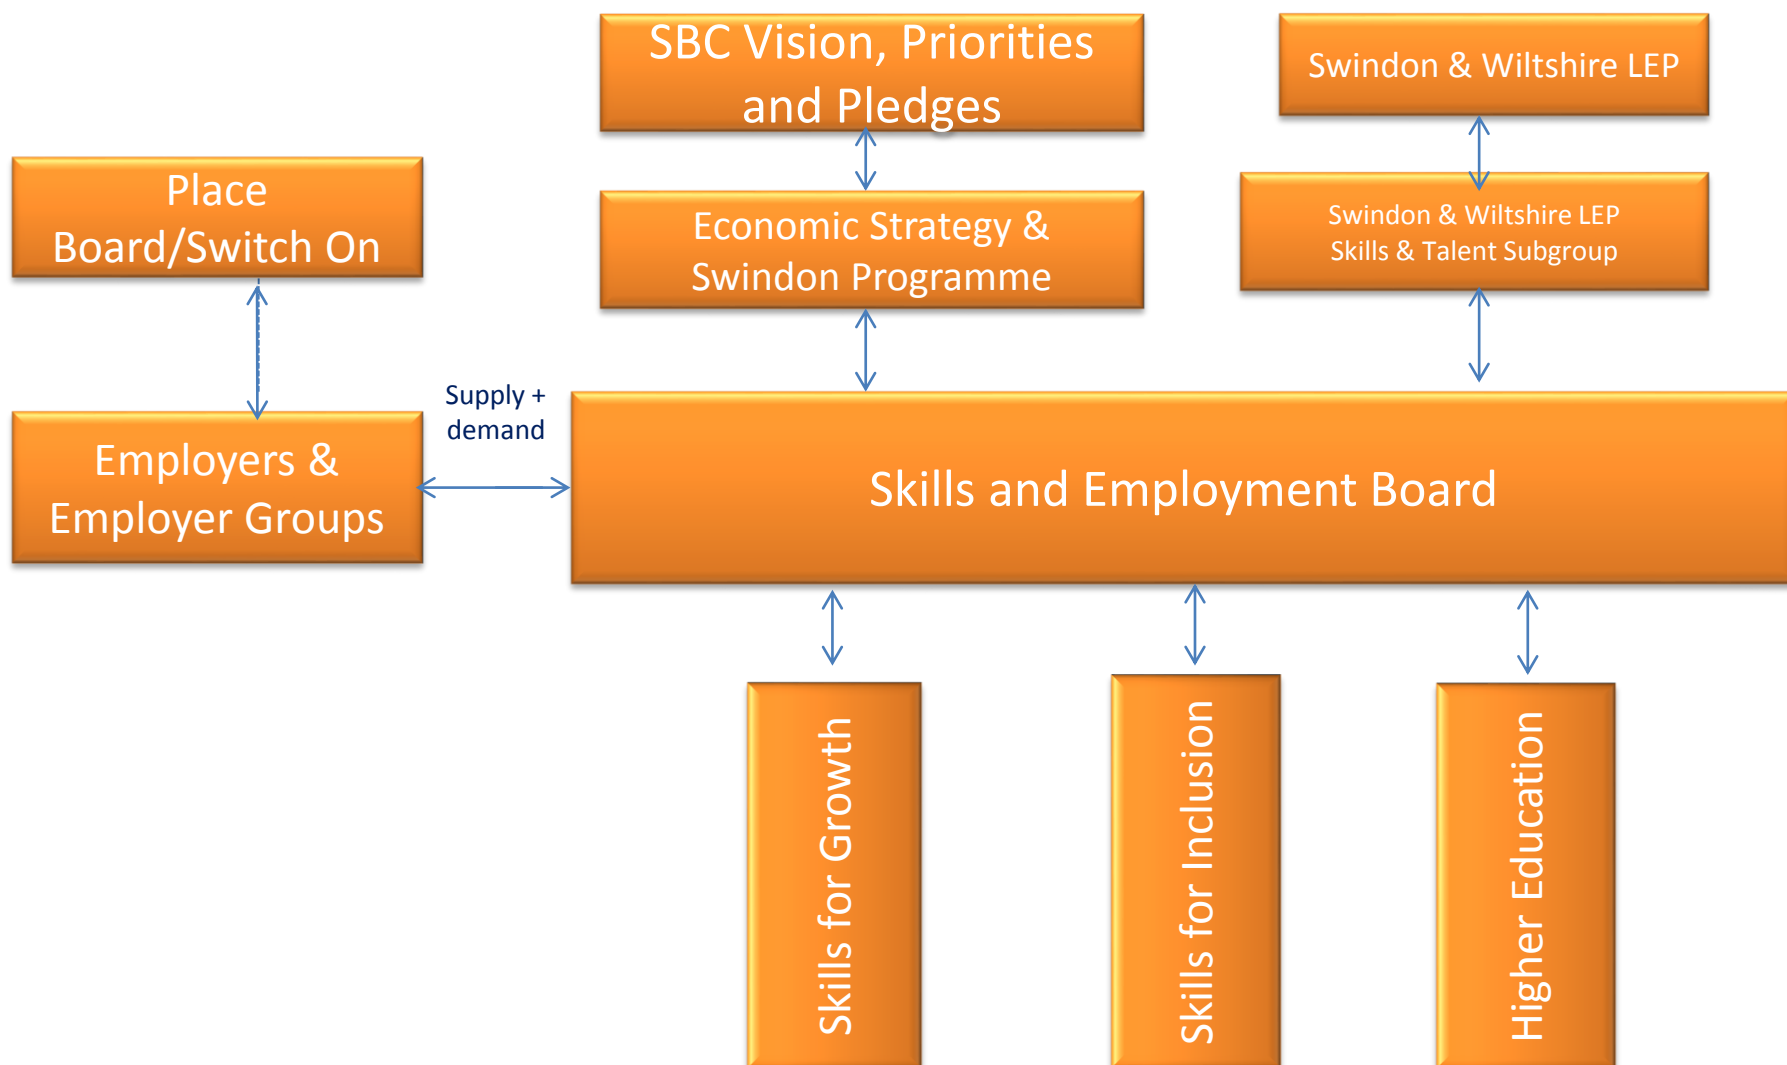 SBC Vision, Priorities
and Pledges
Swindon & Wiltshire LEP
Place
Board/Switch On
Economic Strategy &
Swindon Programme
Swindon & Wiltshire LEP
Skills & Talent Subgroup
Supply +
demand
Employers &
Employer Groups
Skills and Employment Board
Skills for Growth
Skills for Inclusion
Higher Education